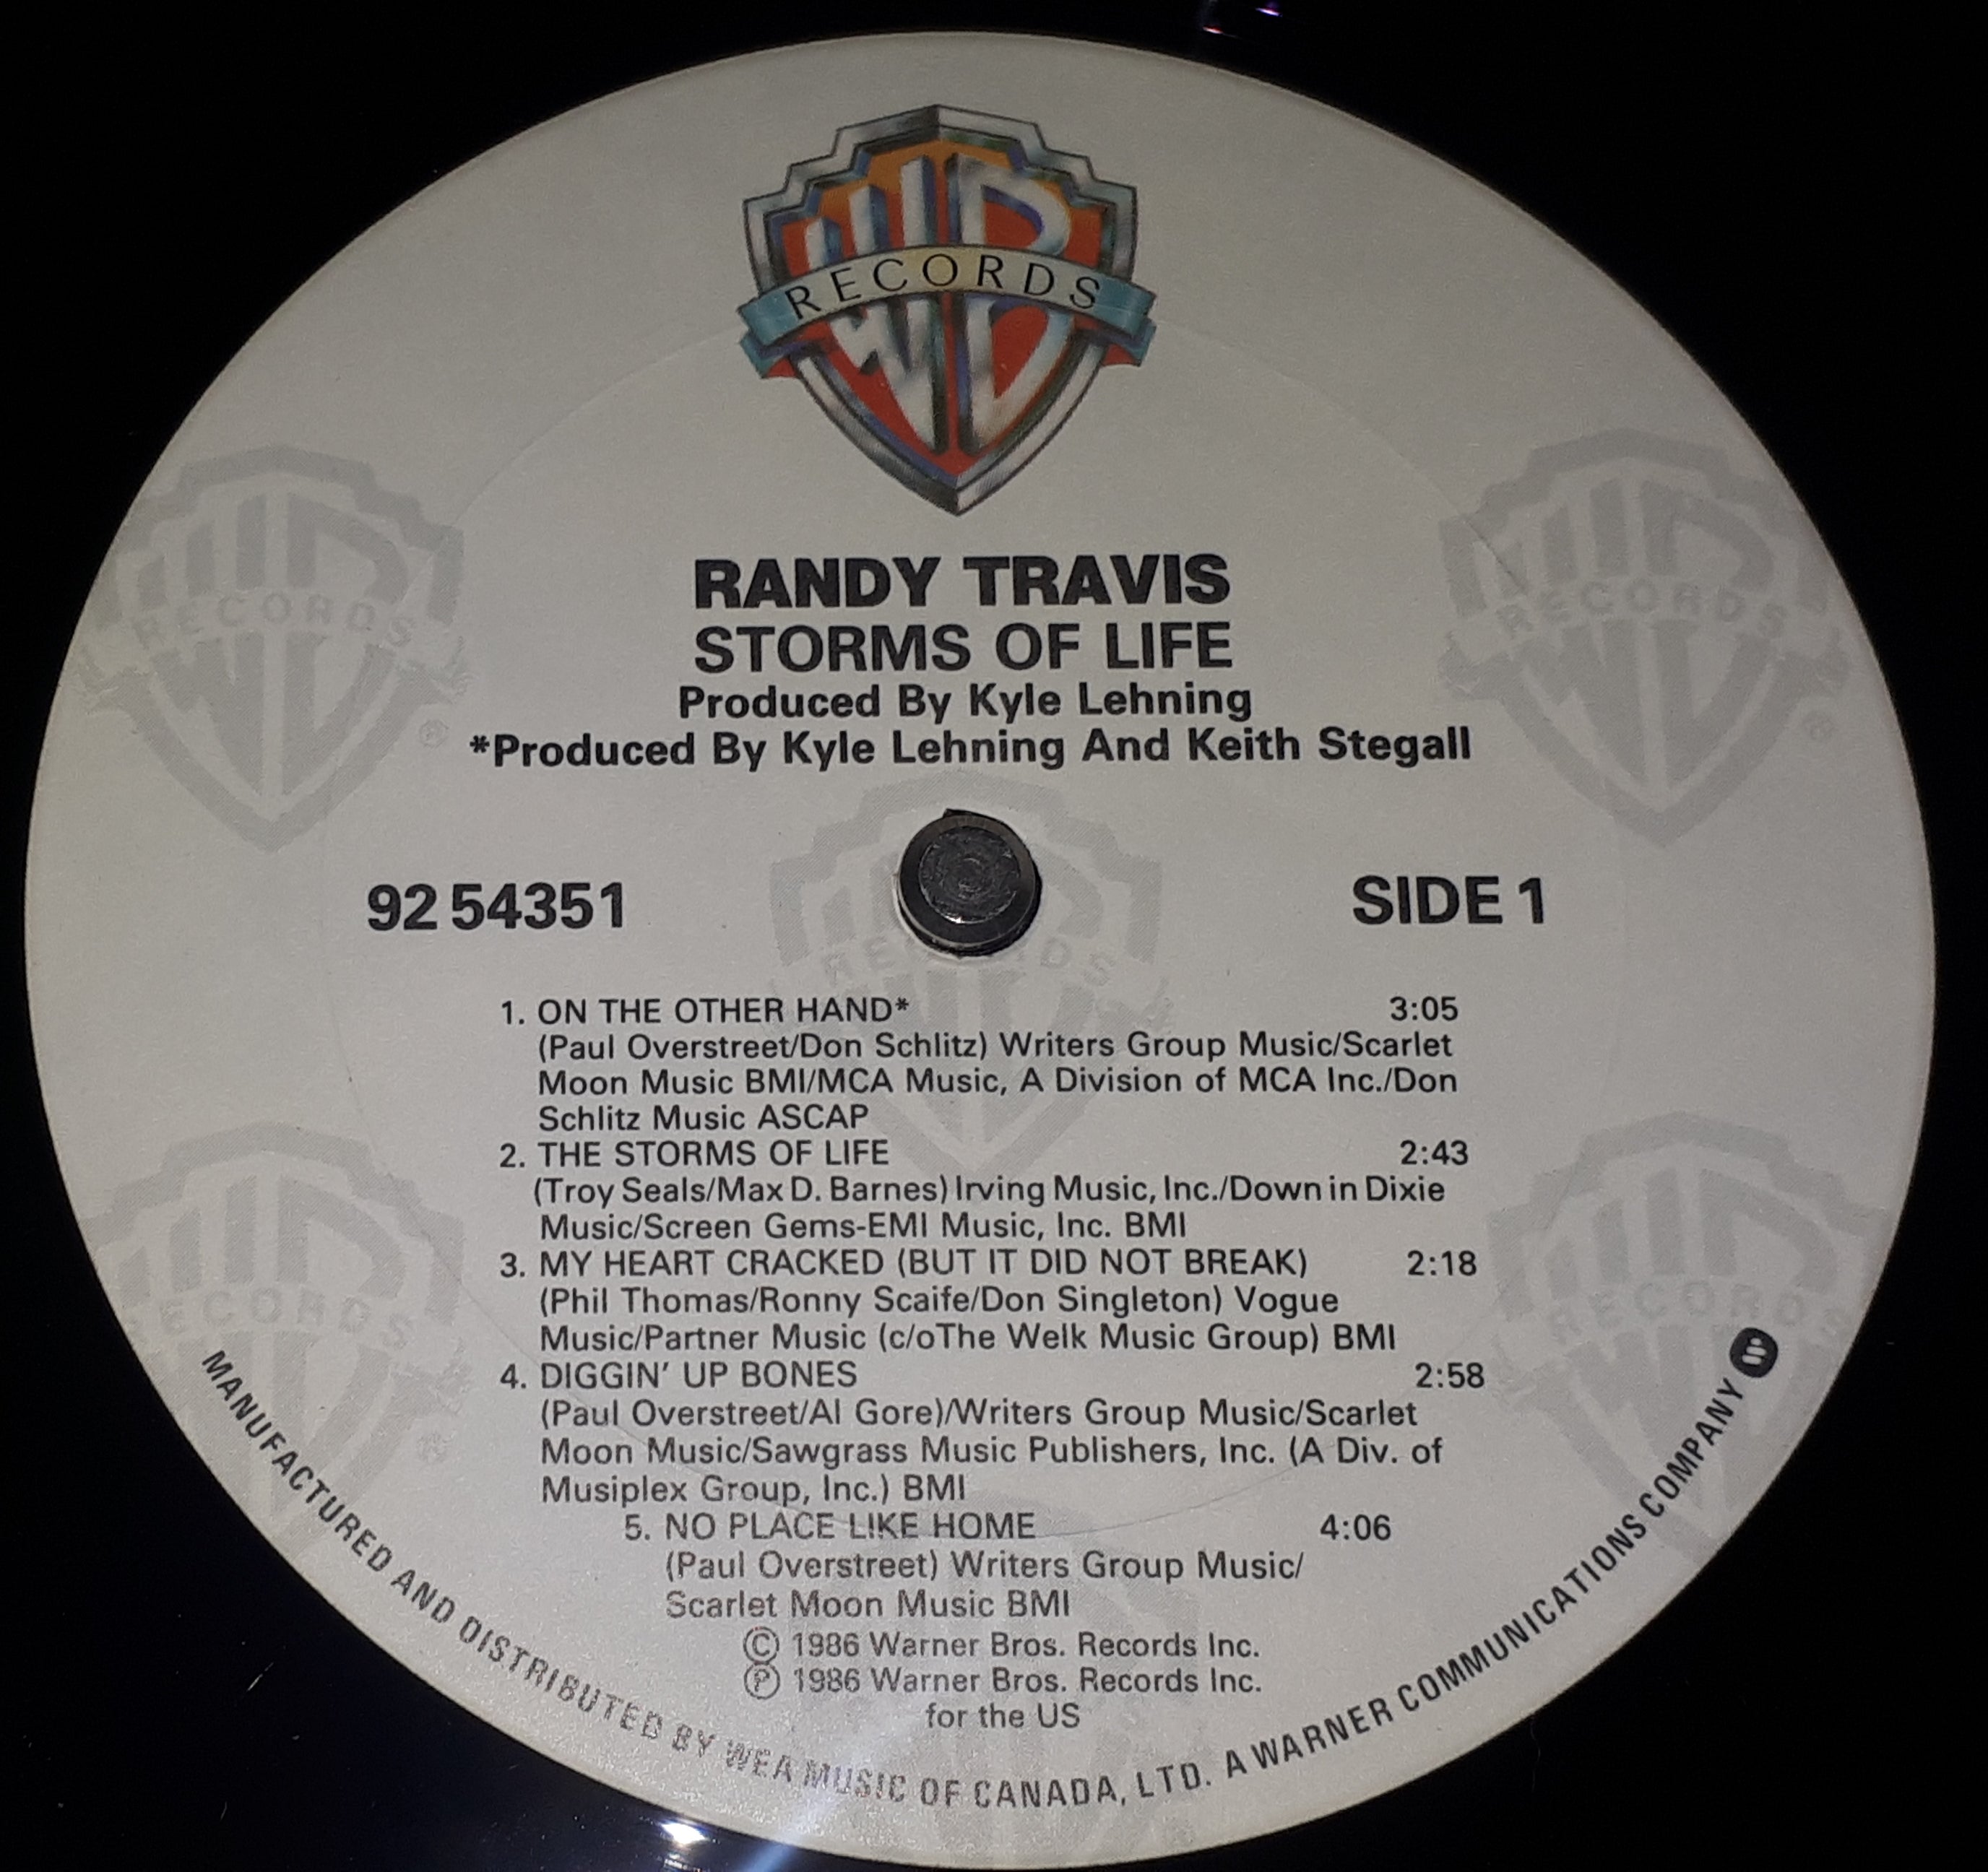 RECORDS
RANDY TRAVIS
STORMS OF LIFE
Produced By Kyle Lehning
*Produced By Kyle Lehning And Keith Stegall
92 54351
SIDE 1
1. ON THE OTHER HAND* 3:05
(Paul Overstreet/Don Schlitz) Writers Group Music/Scarlet
Moon Music BMI/MCA Music, A Division of MCA Inc./Don
Schlitz Music ASCAP
2. THE STORMS OF LIFE 2:43
(Troy Seals/Max D. Barnes) Irving Music, Inc./Down in Dixie
Music/Screen Gems-EMI Music, Inc. BMI
3. MY HEART CRACKED (BUT IT DID NOT BREAK) 2:18
(Phil Thomas/Ronny Scaife/Don Singleton) Vogue
Music/Partner Music (c/oThe Welk Music Group) BMI
4. DIGGIN' UP BONES 2:58
(Paul Overstreet/Al Gore)/Writers Group Music/Scarlet
Moon Music/Sawgrass Music Publishers, Inc. (A Div. of
Musiplex Group, Inc.) BMI
5. NO PLACE LIKE HOME 4:06
(Paul Overstreet) Writers Group Music/
Scarlet Moon Music BMI
© 1986 Warner Bros. Records Inc.
℗ 1986 Warner Bros. Records Inc.
for the US
MANUFACTURED AND DISTRIBUTED BY WEA MUSIC OF CANADA, LTD. A WARNER COMMUNICATIONS COMPANY